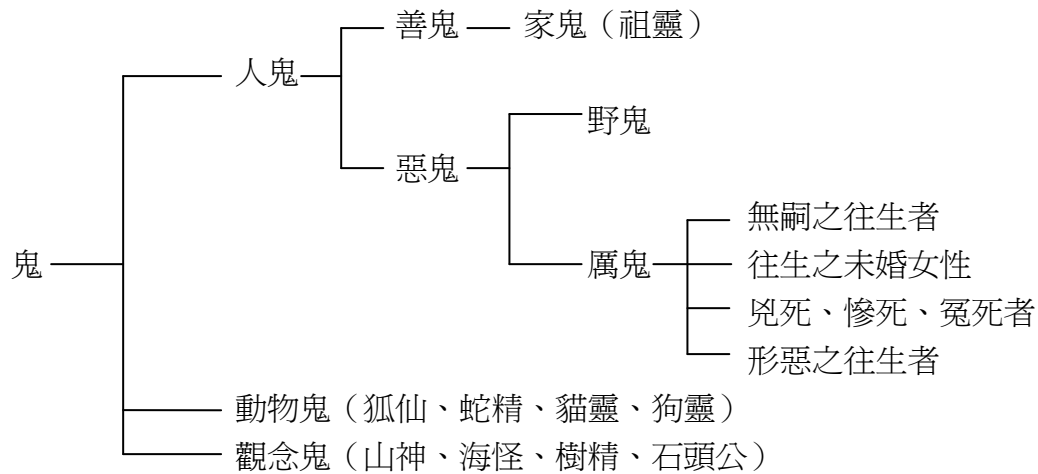 善鬼 家鬼（祖靈）
人鬼
野鬼
惡鬼
無嗣之往生者
鬼 厲鬼 往生之未婚女性
兇死、慘死、冤死者
形惡之往生者
動物鬼（狐仙、蛇精、貓靈、狗靈）
觀念鬼（山神、海怪、樹精、石頭公）